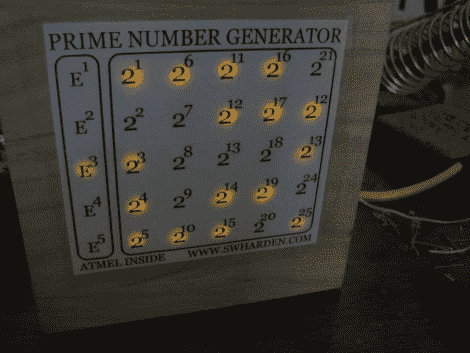 PRIME NUMBER GENERATOR
E¹ 2¹ 2⁶ 2¹¹ 2¹⁶ 2²¹
E² 2² 2⁷ 2¹² 2¹⁷ 2¹²
E³ 2³ 2⁸ 2¹³ 2¹⁸ 2¹³
E⁴ 2⁴ 2⁹ 2¹⁴ 2¹⁹ 2²⁴
E⁵ 2⁵ 2¹⁰ 2¹⁵ 2²⁰ 2²⁵
ATMEL INSIDE WWW.SWHARDEN.COM